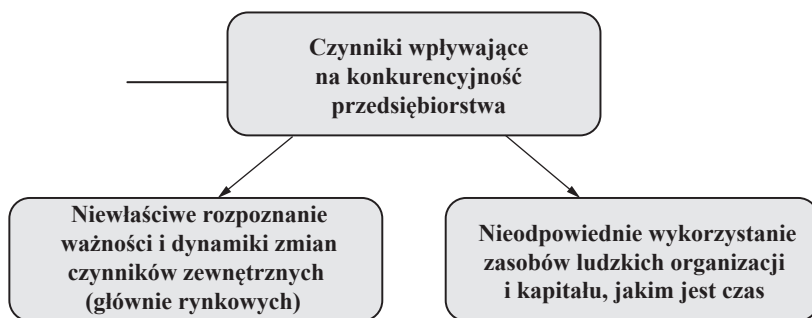 Czynniki wpływające
na konkurencyjność
przedsiębiorstwa
Niewłaściwe rozpoznanie
ważności i dynamiki zmian
czynników zewnętrznych
(głównie rynkowych)
Nieodpowiednie wykorzystanie
zasobów ludzkich organizacji
i kapitału, jakim jest czas